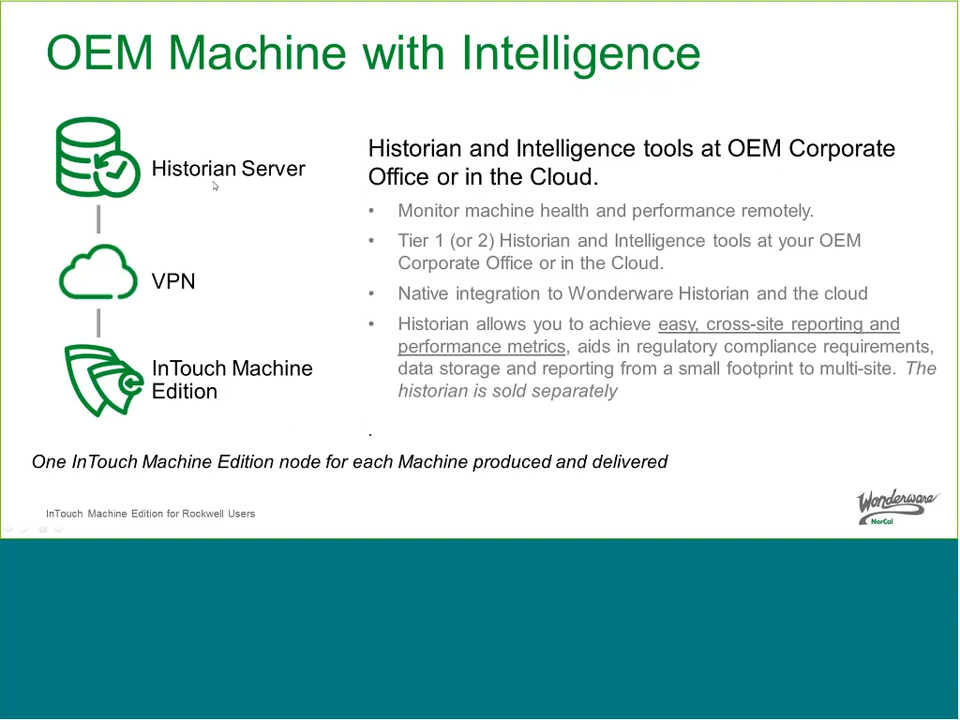 OEM Machine with Intelligence
Historian Server
VPN
InTouch Machine
Edition
Historian and Intelligence tools at OEM Corporate
Office or in the Cloud.
• Monitor machine health and performance remotely.
• Tier 1 (or 2) Historian and Intelligence tools at your OEM
Corporate Office or in the Cloud.
• Native integration to Wonderware Historian and the cloud
• Historian allows you to achieve easy, cross-site reporting and
performance metrics, aids in regulatory compliance requirements,
data storage and reporting from a small footprint to multi-site. The
historian is sold separately
.
One InTouch Machine Edition node for each Machine produced and delivered
InTouch Machine Edition for Rockwell Users
Wonderware
NorCal